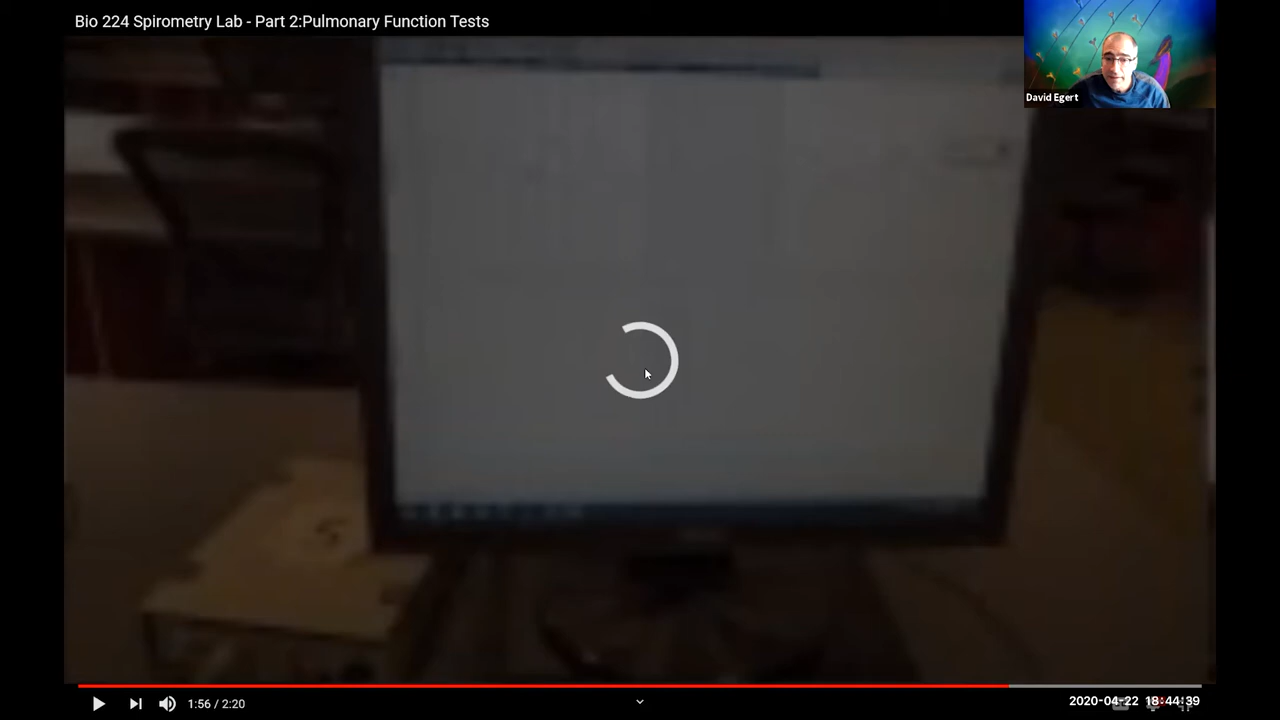 Bio 224 Spirometry Lab - Part 2:Pulmonary Function Tests
David Egert
1:56 / 2:20
2020-04-22 18:44:39